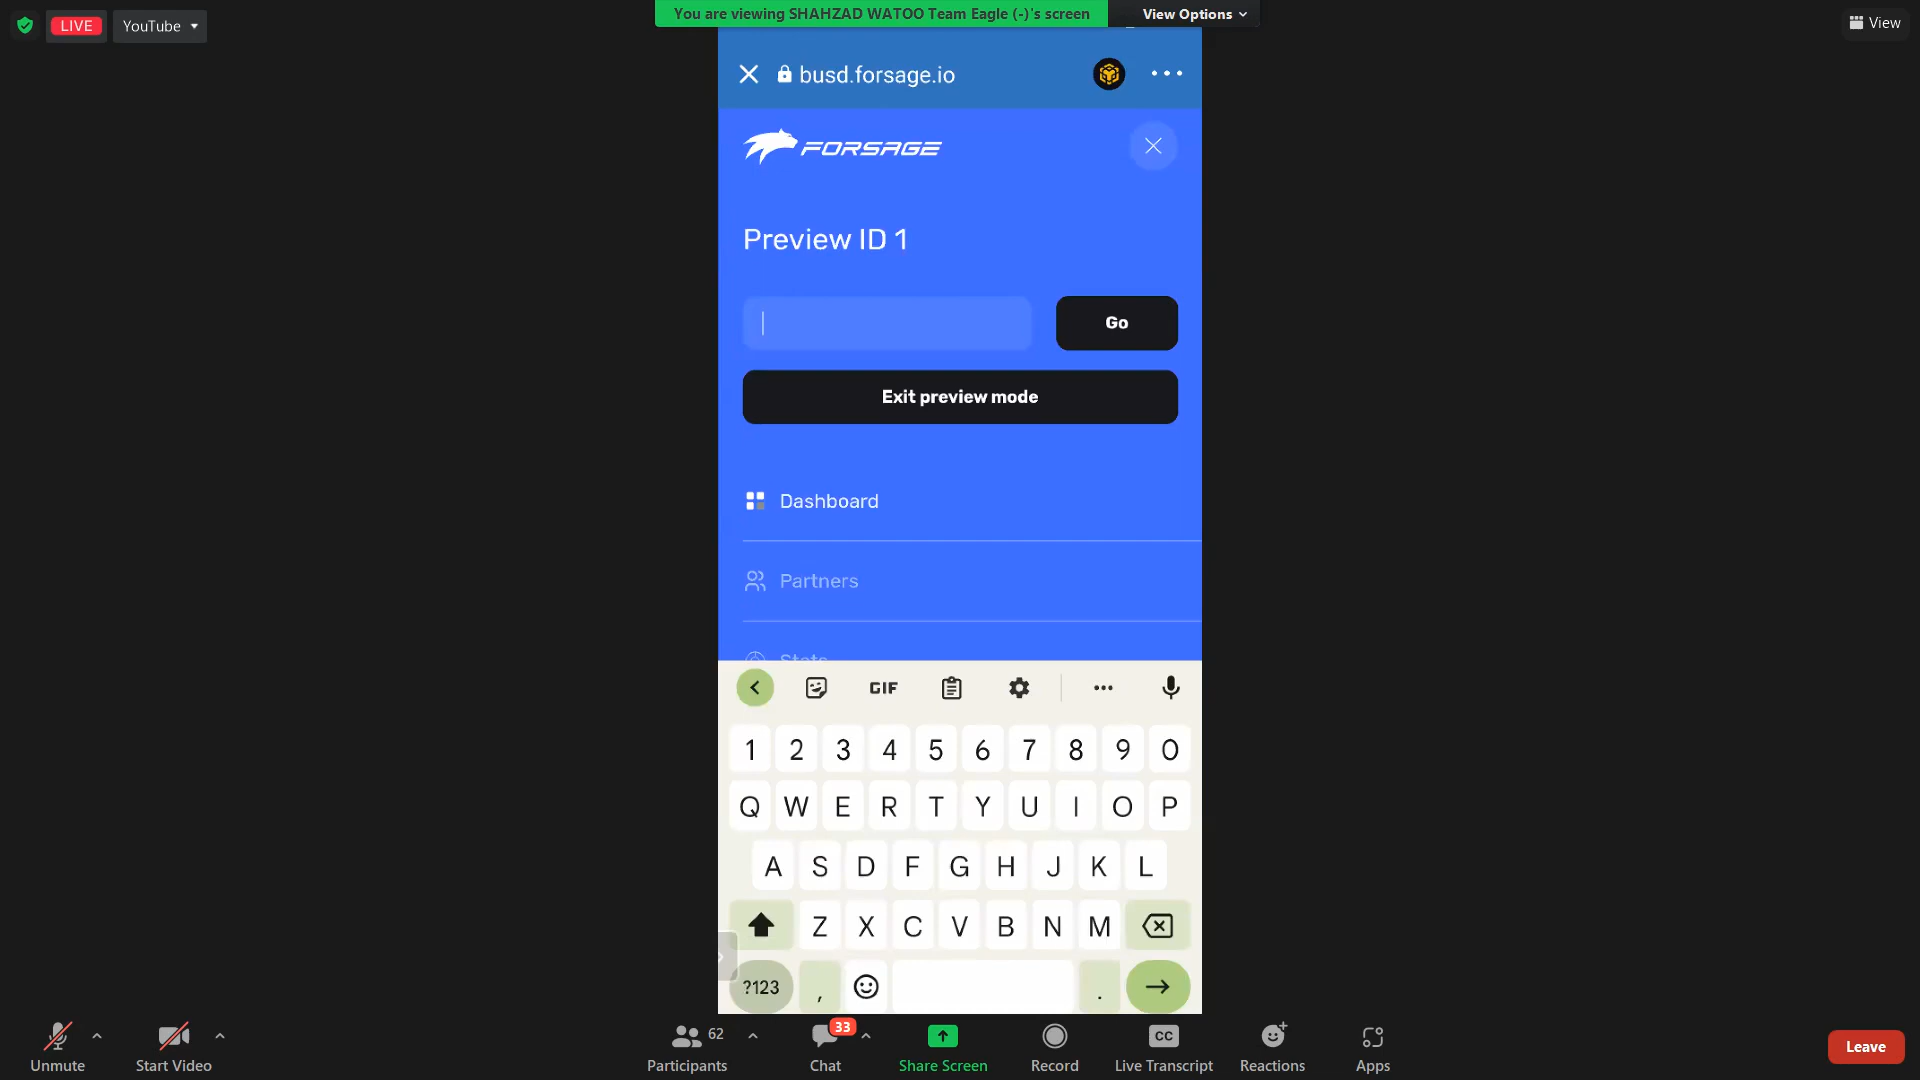 LIVE
YouTube
You are viewing SHAHZAD WATOO Team Eagle (-)'s screen
View Options
View
busd.forsage.io
FORSAGE
Preview ID 1
Go
Exit preview mode
Dashboard
Partners
Stats
GIF
1 2 3 4 5 6 7 8 9 0
Q W E R T Y U I O P
A S D F G H J K L
Z X C V B N M
?123 , .
Unmute
Start Video
62
Participants
33
Chat
Share Screen
Record
CC
Live Transcript
Reactions
Apps
Leave